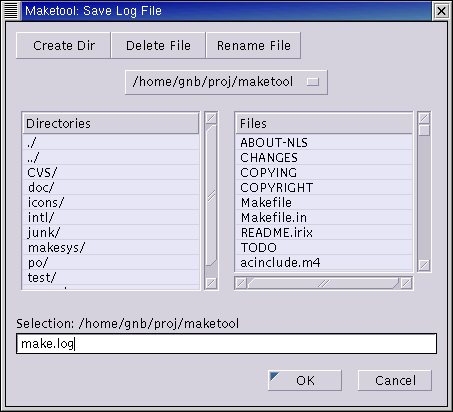 Maketool: Save Log File
Create Dir Delete File Rename File
/home/gnb/proj/maketool
Directories
./
../
CVS/
doc/
icons/
intl/
junk/
makesys/
po/
test/
Files
ABOUT-NLS
CHANGES
COPYING
COPYRIGHT
Makefile
Makefile.in
README.irix
TODO
acinclude.m4
Selection: /home/gnb/proj/maketool
make.log
OK Cancel